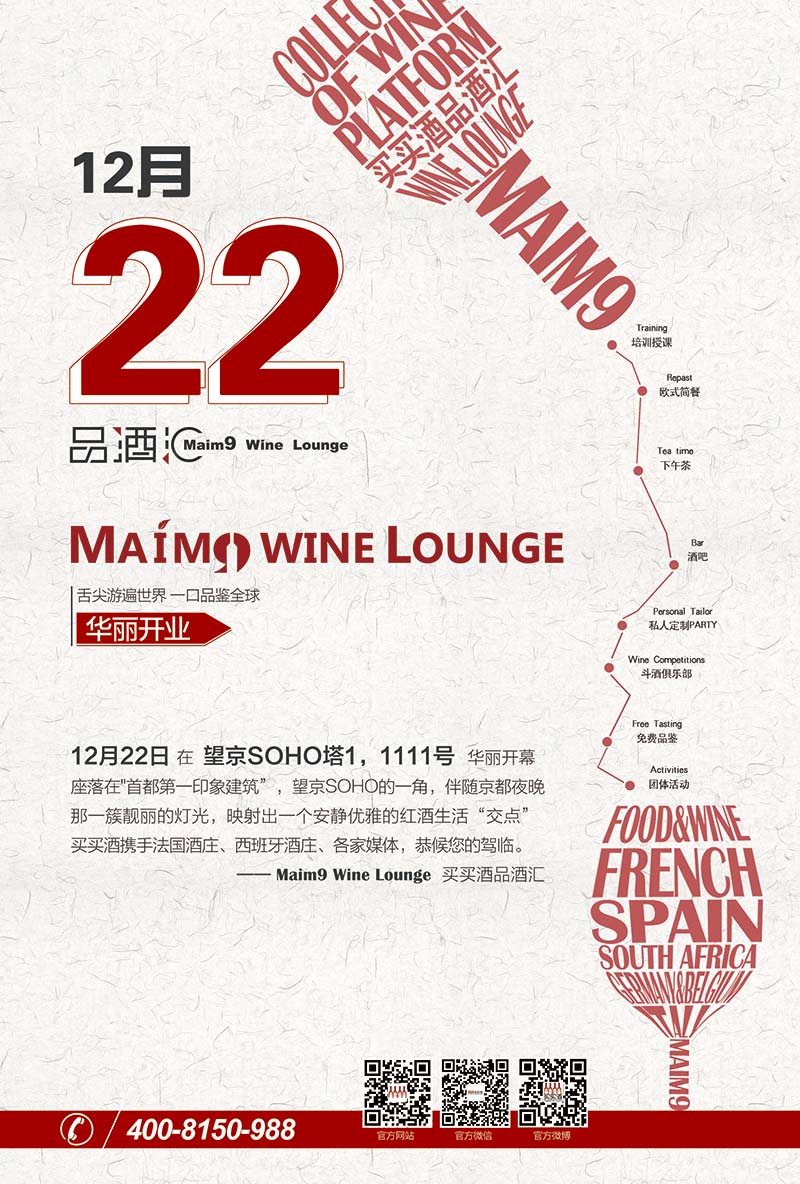 COLLECTI
OF WINE
PLATFORM
买买酒品酒汇
WINE LOUNGE
MAIM9
12月
22
品酒汇 Maim9 Wine Lounge
MAIM9 WINE LOUNGE
舌尖游遍世界 一口品鉴全球
华丽开业
Training
培训授课
Repast
欧式简餐
Tea time
下午茶
Bar
酒吧
Personal Tailor
私人定制PARTY
Wine Competitions
斗酒俱乐部
Free Tasting
免费品鉴
Activities
团体活动
12月22日 在 望京SOHO塔1，1111号 华丽开幕
座落在"首都第一印象建筑”，望京SOHO的一角，伴随京都夜晚
那一簇靓丽的灯光，映射出一个安静优雅的红酒生活“交点”
买买酒携手法国酒庄、西班牙酒庄、各家媒体，恭候您的驾临。
—— Maim9 Wine Lounge 买买酒品酒汇
FOOD&WINE
FRENCH
SPAIN
SOUTH AFRICA
GERMANY&BELGIUM
ITALI
MAIM9
400-8150-988
官方网站
官方微信
官方微博